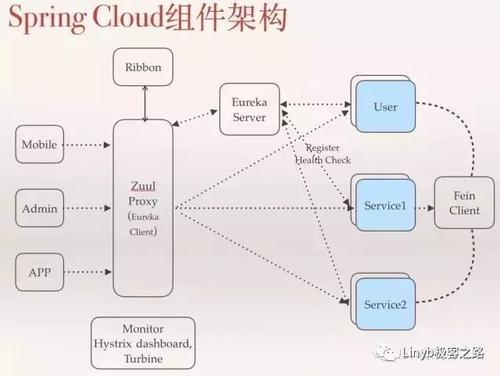 Spring Cloud组件架构
Ribbon
Eureka
Server
User
Mobile
Register
Health Check
Zuul
Proxy
(Eureka
Client)
Admin
Service1
Fein
Client
APP
Service2
Monitor
Hystrix dashboard,
Turbine
Linyb极客之路